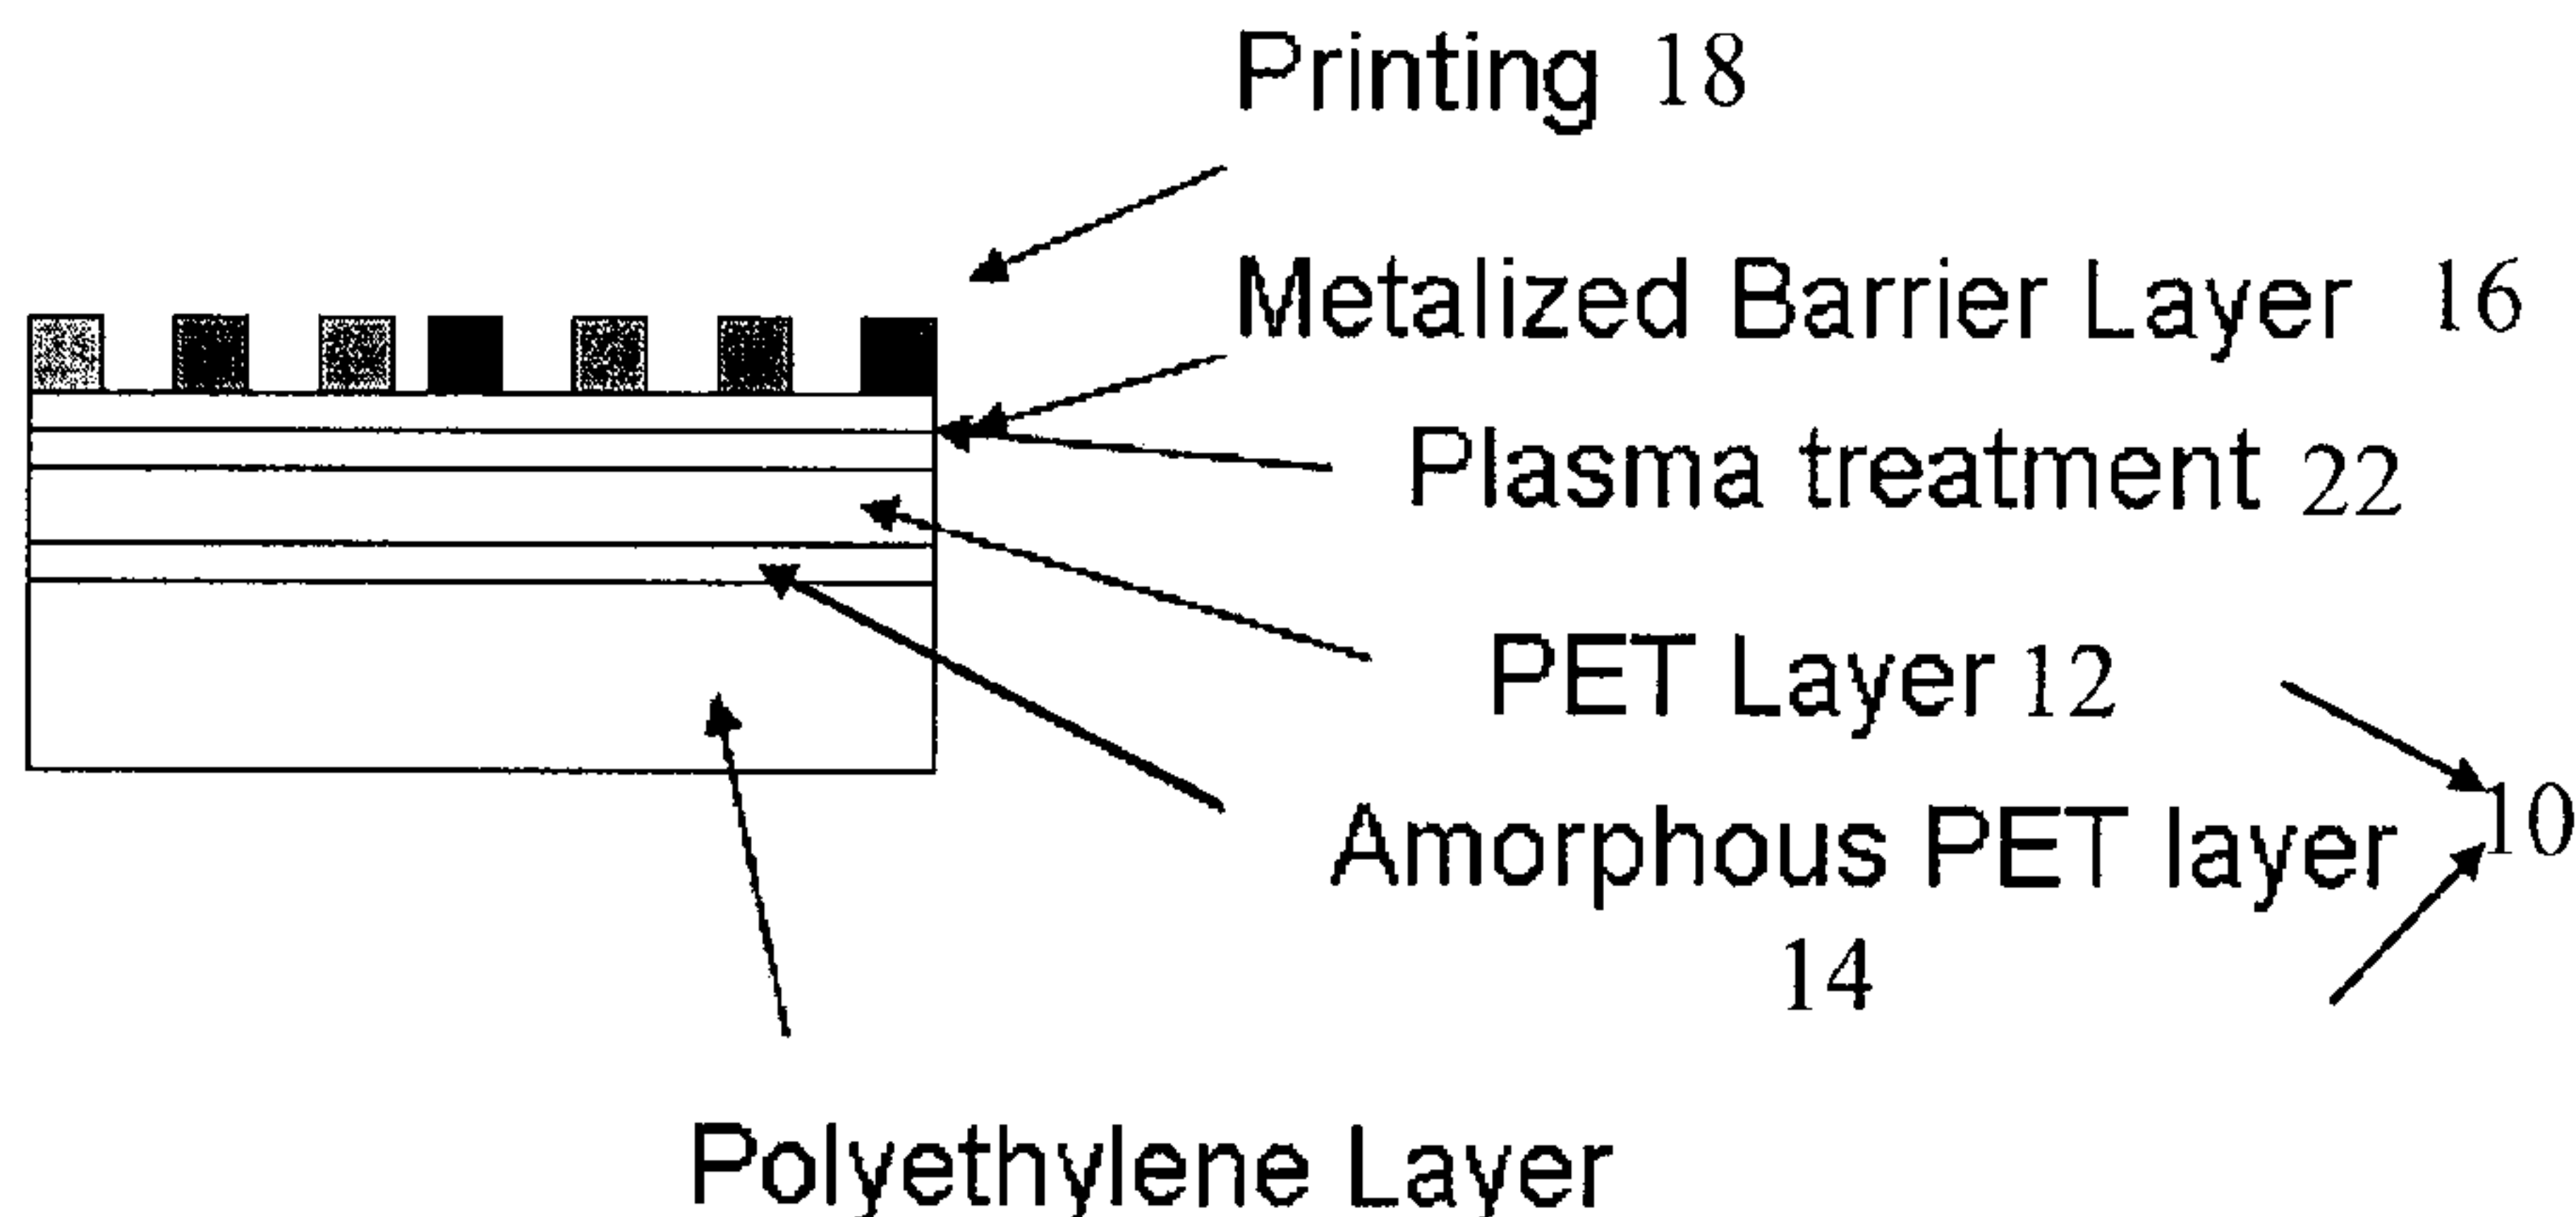 Printing 18
Metalized Barrier Layer 16
Plasma treatment 22
PET Layer 12
10
Amorphous PET layer
14
Polyethylene Layer